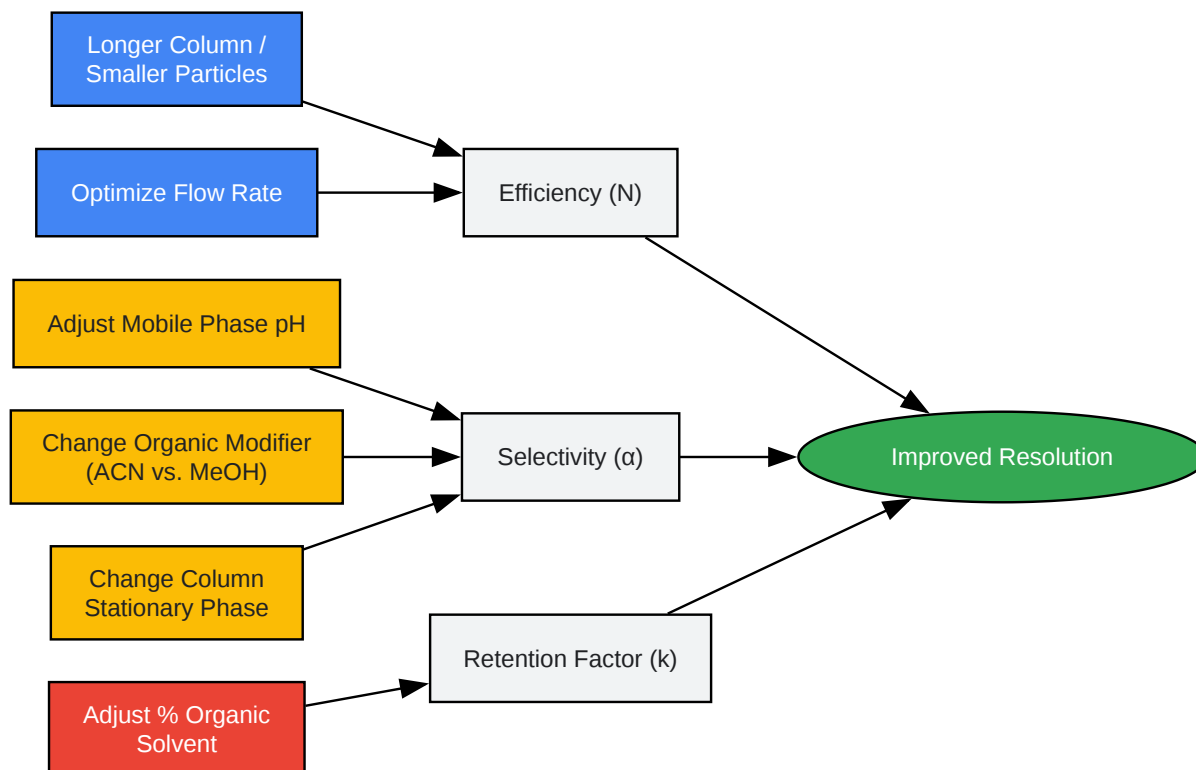 Longer Column /
Smaller Particles
Optimize Flow Rate
Efficiency (N)
Adjust Mobile Phase pH
Change Organic Modifier
(ACN vs. MeOH)
Selectivity (α)
Improved Resolution
Change Column
Stationary Phase
Retention Factor (k)
Adjust % Organic
Solvent